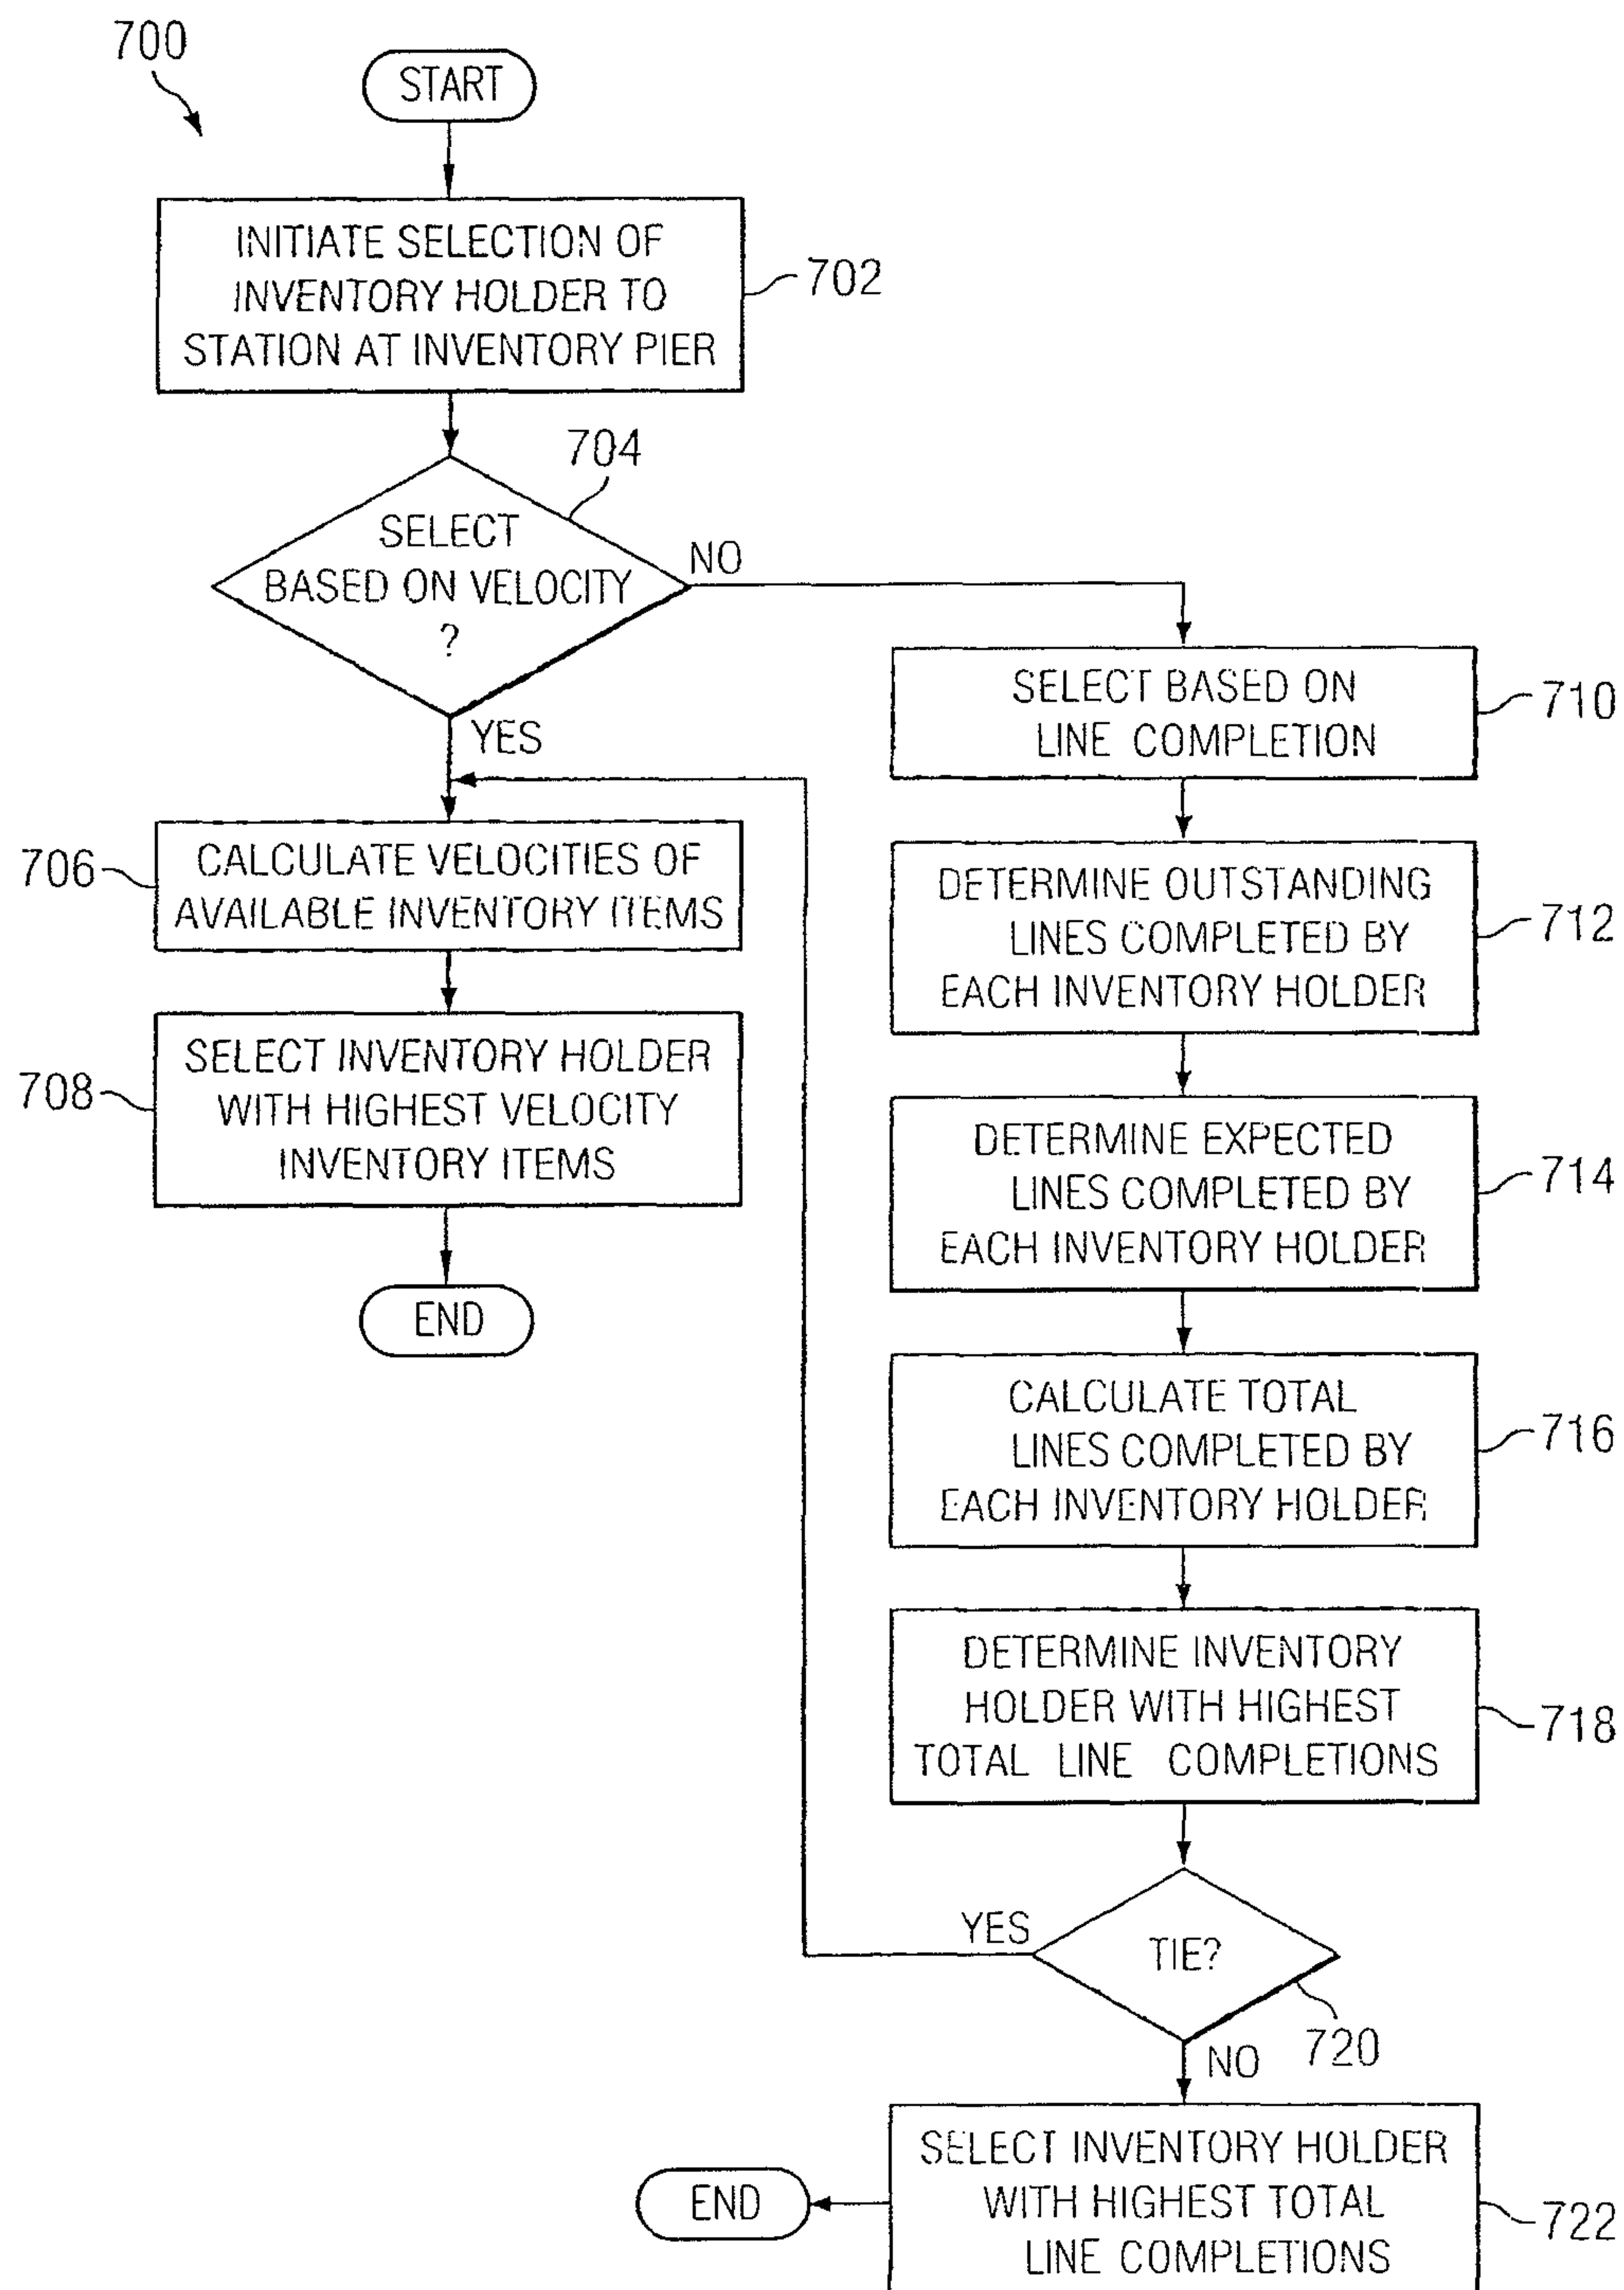 700
START
INITIATE SELECTION OF
INVENTORY HOLDER TO
STATION AT INVENTORY PIER
702
704
SELECT
BASED ON VELOCITY
?
NO
YES
706
CALCULATE VELOCITIES OF
AVAILABLE INVENTORY ITEMS
708
SELECT INVENTORY HOLDER
WITH HIGHEST VELOCITY
INVENTORY ITEMS
END
SELECT BASED ON
LINE COMPLETION
710
DETERMINE OUTSTANDING
LINES COMPLETED BY
EACH INVENTORY HOLDER
712
DETERMINE EXPECTED
LINES COMPLETED BY
EACH INVENTORY HOLDER
714
CALCULATE TOTAL
LINES COMPLETED BY
EACH INVENTORY HOLDER
716
DETERMINE INVENTORY
HOLDER WITH HIGHEST
TOTAL LINE COMPLETIONS
718
YES
TIE?
720
NO
SELECT INVENTORY HOLDER
WITH HIGHEST TOTAL
LINE COMPLETIONS
722
END